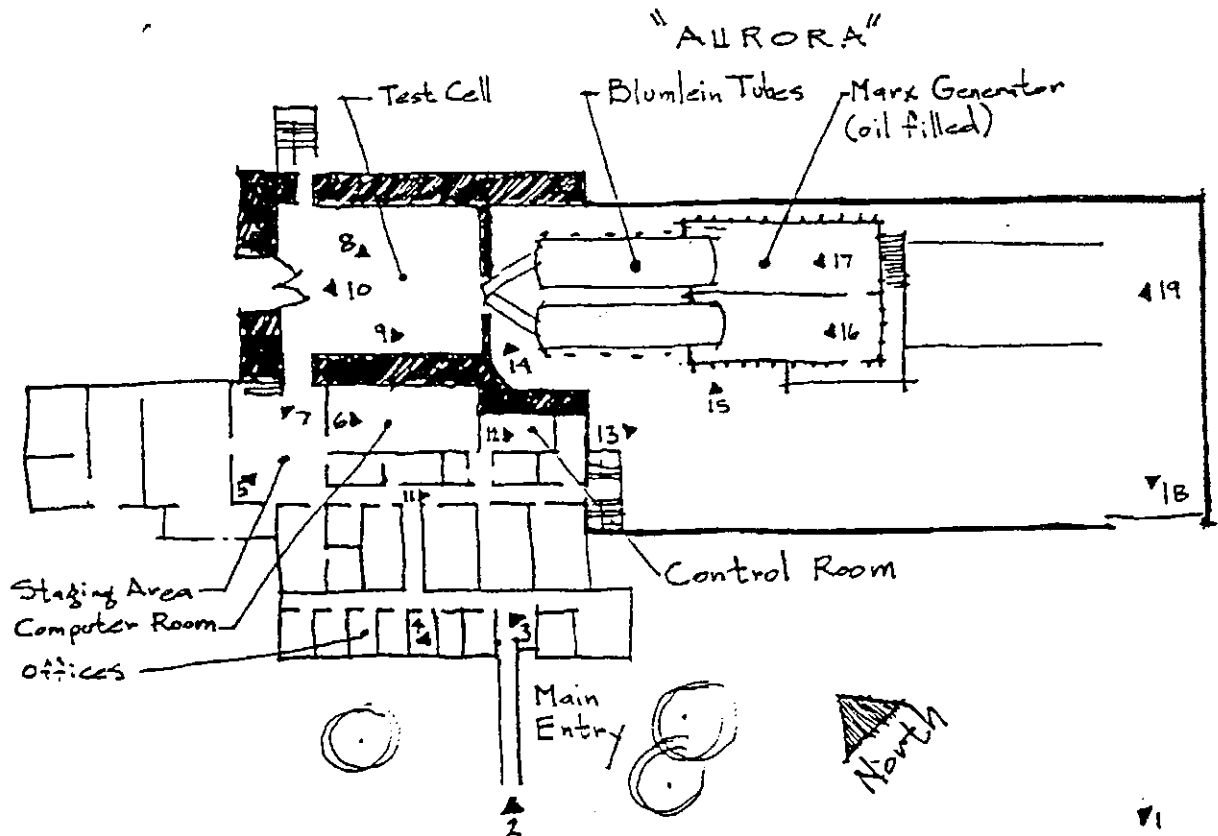 "AURORA"
Test Cell
Blumlein Tubes
Marx Generator
(oil filled)
8
17
10
19
9
16
14
15
7
6
12
13
5
11
18
Control Room
Staging Area
Computer Room
Offices
4
3
Main
Entry
North
2
1